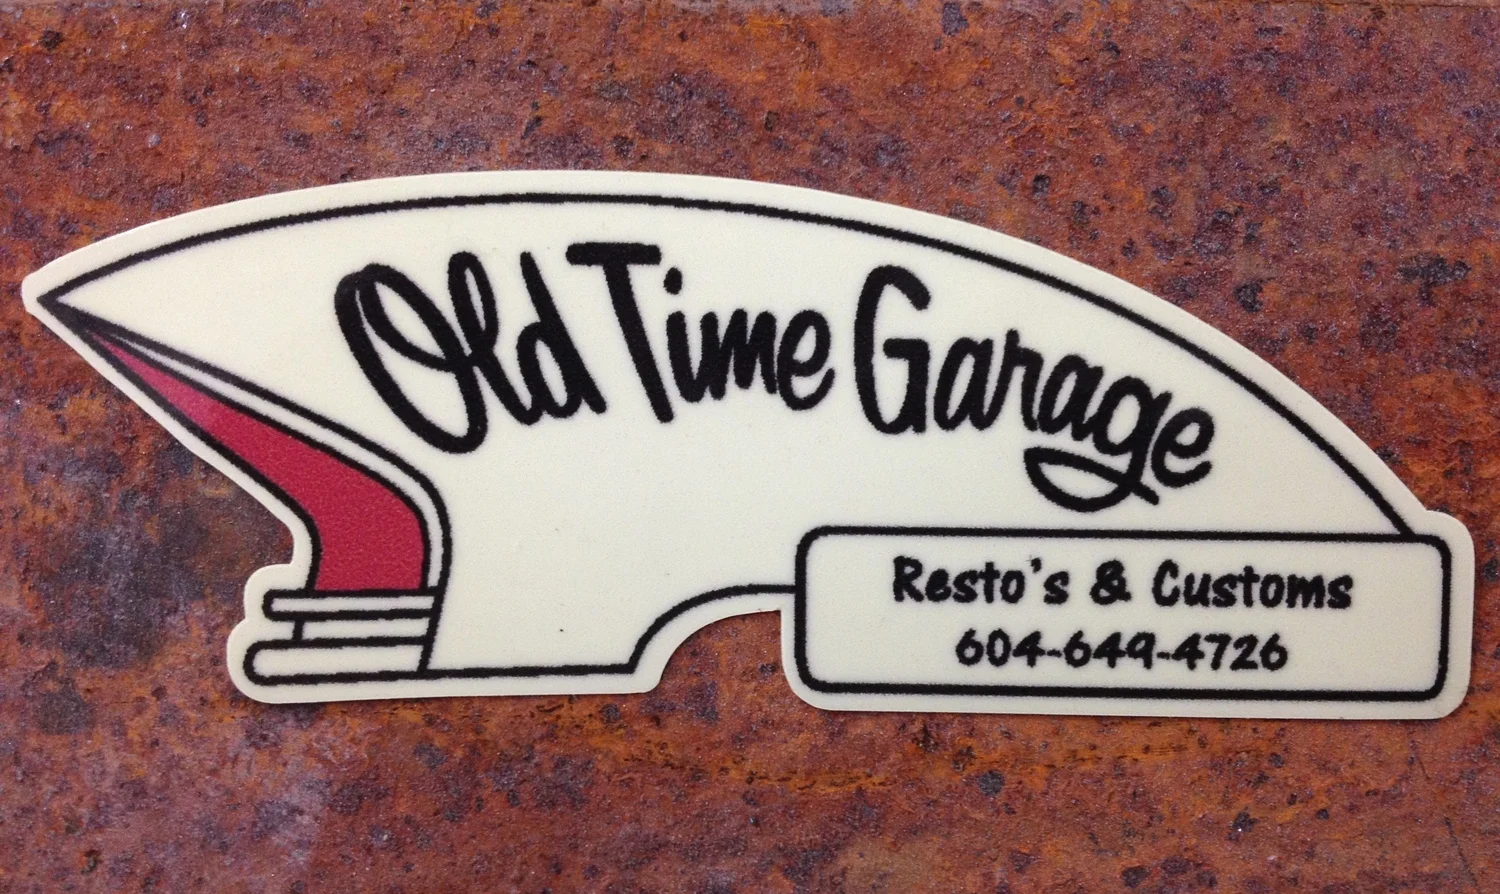 Old Time Garage
Resto's & Customs
604-649-4726